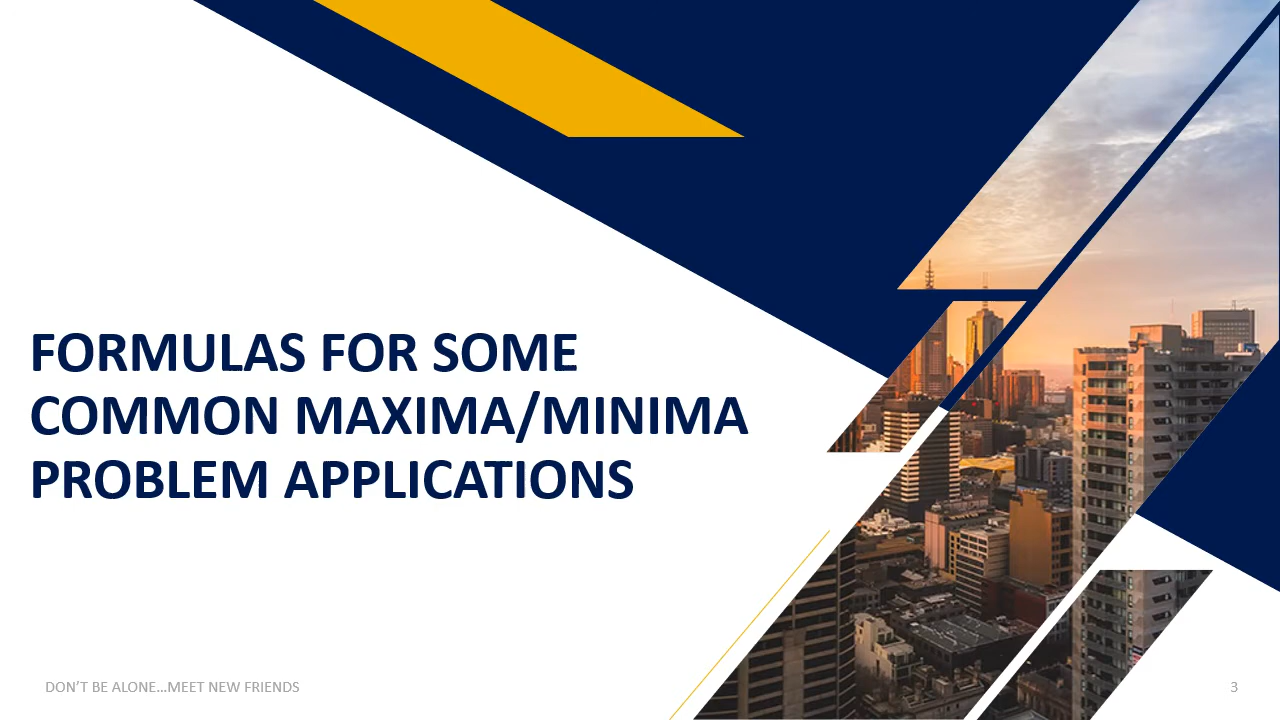 FORMULAS FOR SOME
COMMON MAXIMA/MINIMA
PROBLEM APPLICATIONS
DON’T BE ALONE…MEET NEW FRIENDS
3